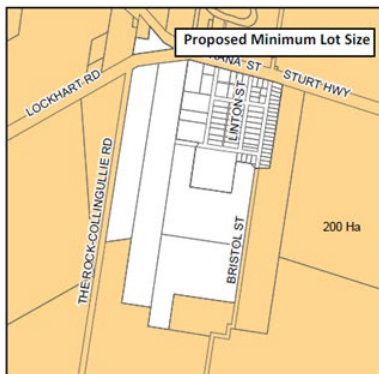 Proposed Minimum Lot Size
LOCKHART RD
STURT HWY
LINTON ST
THE ROCK-COLLINGULLIE RD
BRISTOL ST
200 Ha